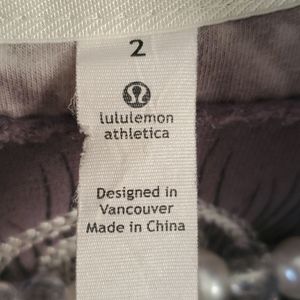 2
lululemon
athletica
Designed in
Vancouver
Made in China